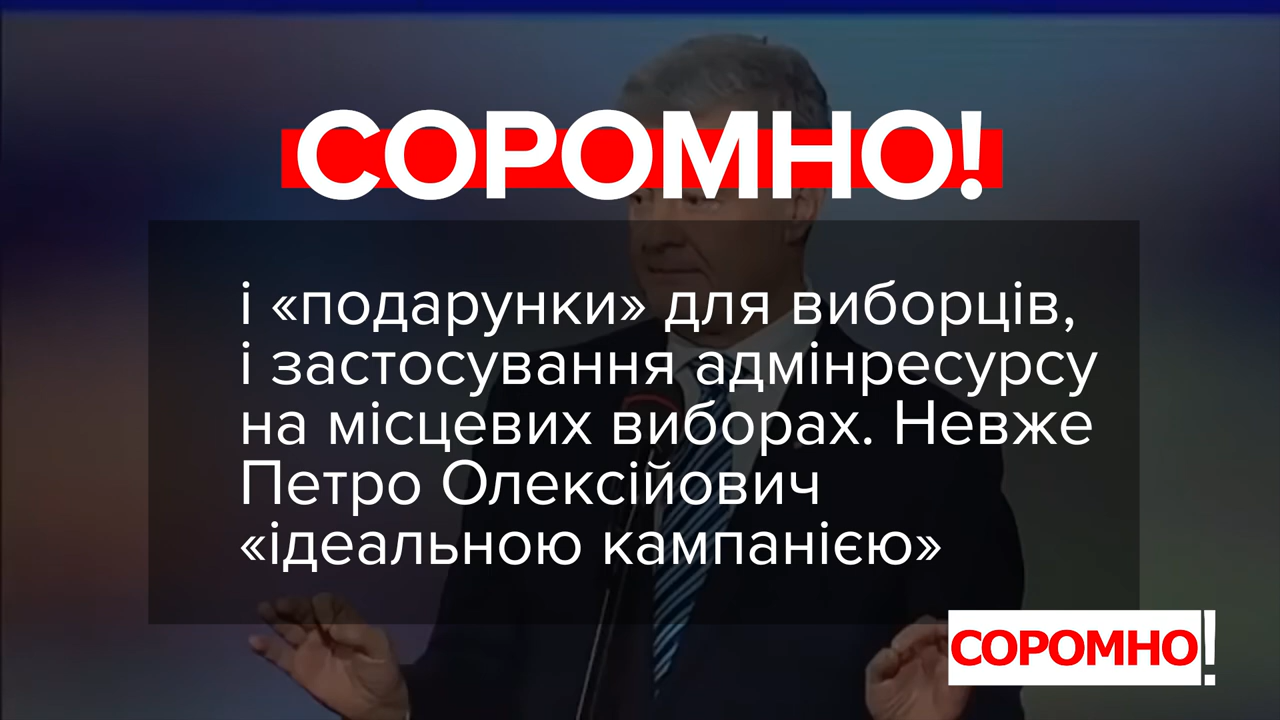 СОРОМНО!
і «подарунки» для виборців,
і застосування адмінресурсу
на місцевих виборах. Невже
Петро Олексійович
«ідеальною кампанією»
СОРОМНО!